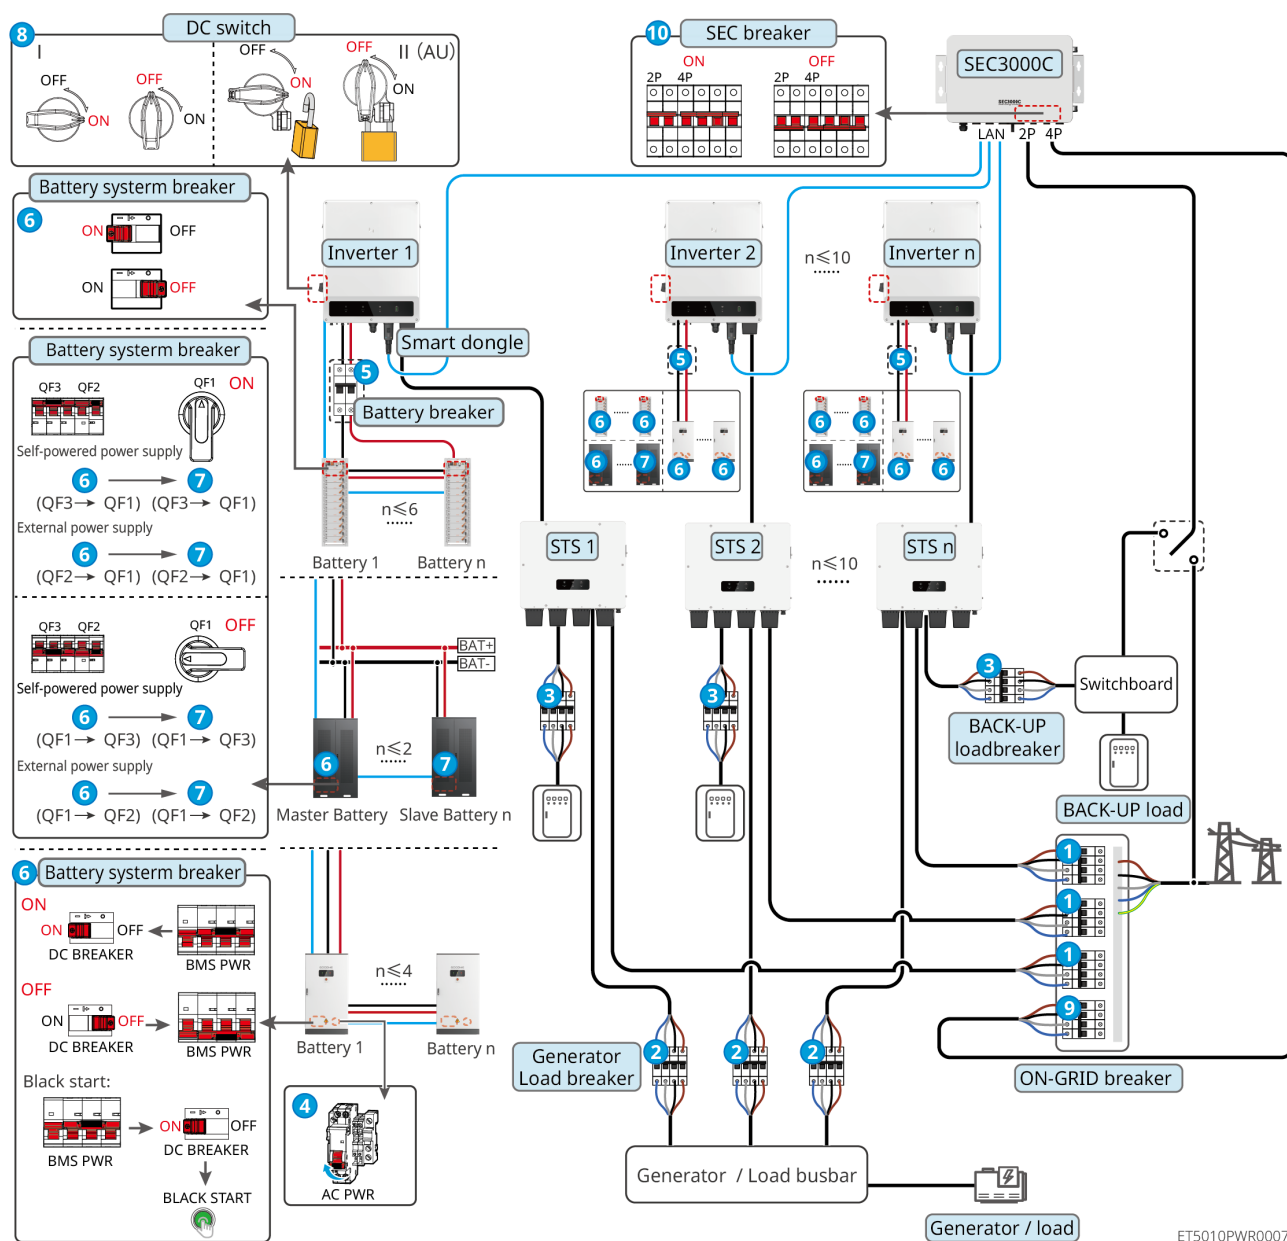 8
DC switch
I
OFF
ON
OFF
ON
OFF
ON
OFF
ON
II (AU)
10
SEC breaker
ON
2P 4P
OFF
2P 4P
SEC3000C
SEC3000C
LAN 2P 4P
Battery systerm breaker
6
ON
OFF
ON
OFF
Inverter 1
Inverter 2
n≤10
......
Inverter n
Smart dongle
5
Battery breaker
5
5
6
6
6
7
6
6
6
6
6
7
6
6
Battery systerm breaker
QF3 QF2
QF1
ON
Self-powered power supply
6
7
(QF3→ QF1) (QF3→ QF1)
External power supply
6
7
(QF2→ QF1) (QF2→ QF1)
n≤6
......
Battery 1
Battery n
STS 1
STS 2
n≤10
......
STS n
QF3 QF2
QF1
OFF
Self-powered power supply
6
7
(QF1→ QF3) (QF1→ QF3)
External power supply
6
7
(QF1→ QF2) (QF1→ QF2)
BAT+
BAT-
6
n≤2
......
7
Master Battery
Slave Battery n
3
3
3
BACK-UP
loadbreaker
Switchboard
BACK-UP load
1
1
1
9
ON-GRID breaker
6
Battery systerm breaker
ON
ON
OFF
DC BREAKER
BMS PWR
OFF
ON
OFF
DC BREAKER
BMS PWR
Black start:
BMS PWR
ON
OFF
DC BREAKER
BLACK START
n≤4
......
Battery 1
Battery n
4
AC PWR
Generator
Load breaker
2
2
2
Generator / Load busbar
Generator / load
ET5010PWR0007